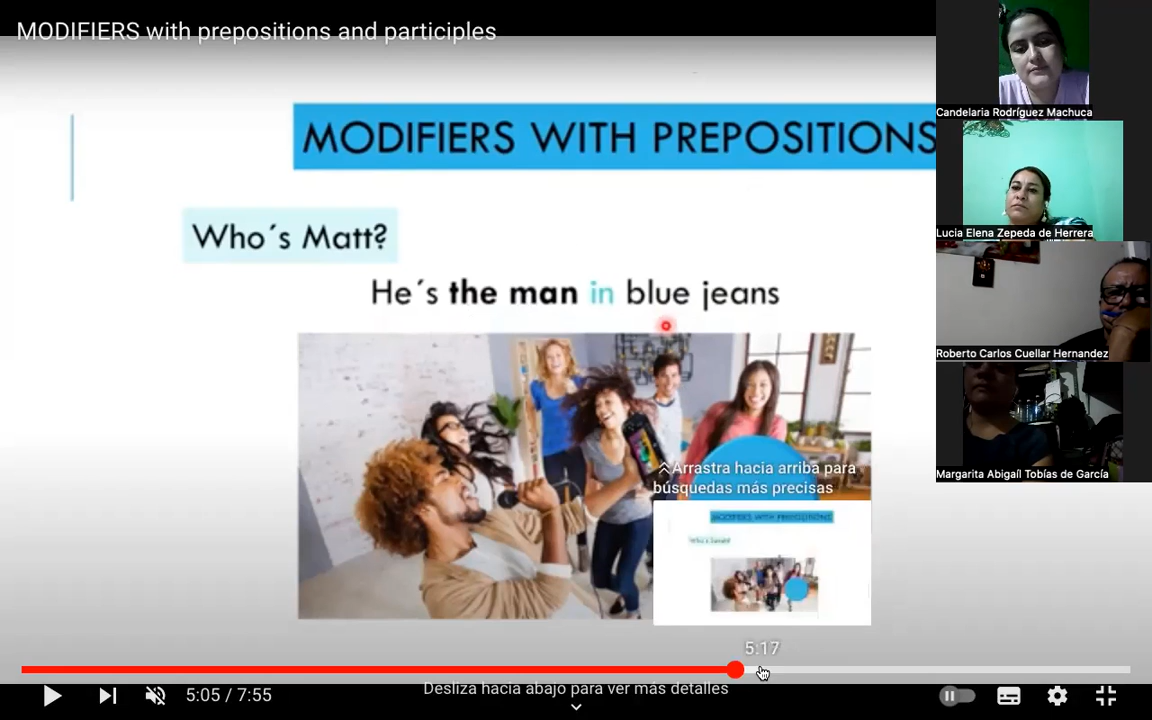 MODIFIERS with prepositions and participles
MODIFIERS WITH PREPOSITIONS
Who´s Matt?
He´s the man in blue jeans
Arrastra hacia arriba para
búsquedas más precisas
MODIFIERS WITH PREPOSITIONS
5:17
5:05 / 7:55
Desliza hacia abajo para ver más detalles
Candelaria Rodríguez Machuca
Lucia Elena Zepeda de Herrera
Roberto Carlos Cuellar Hernandez
Margarita Abigaíl Tobías de García